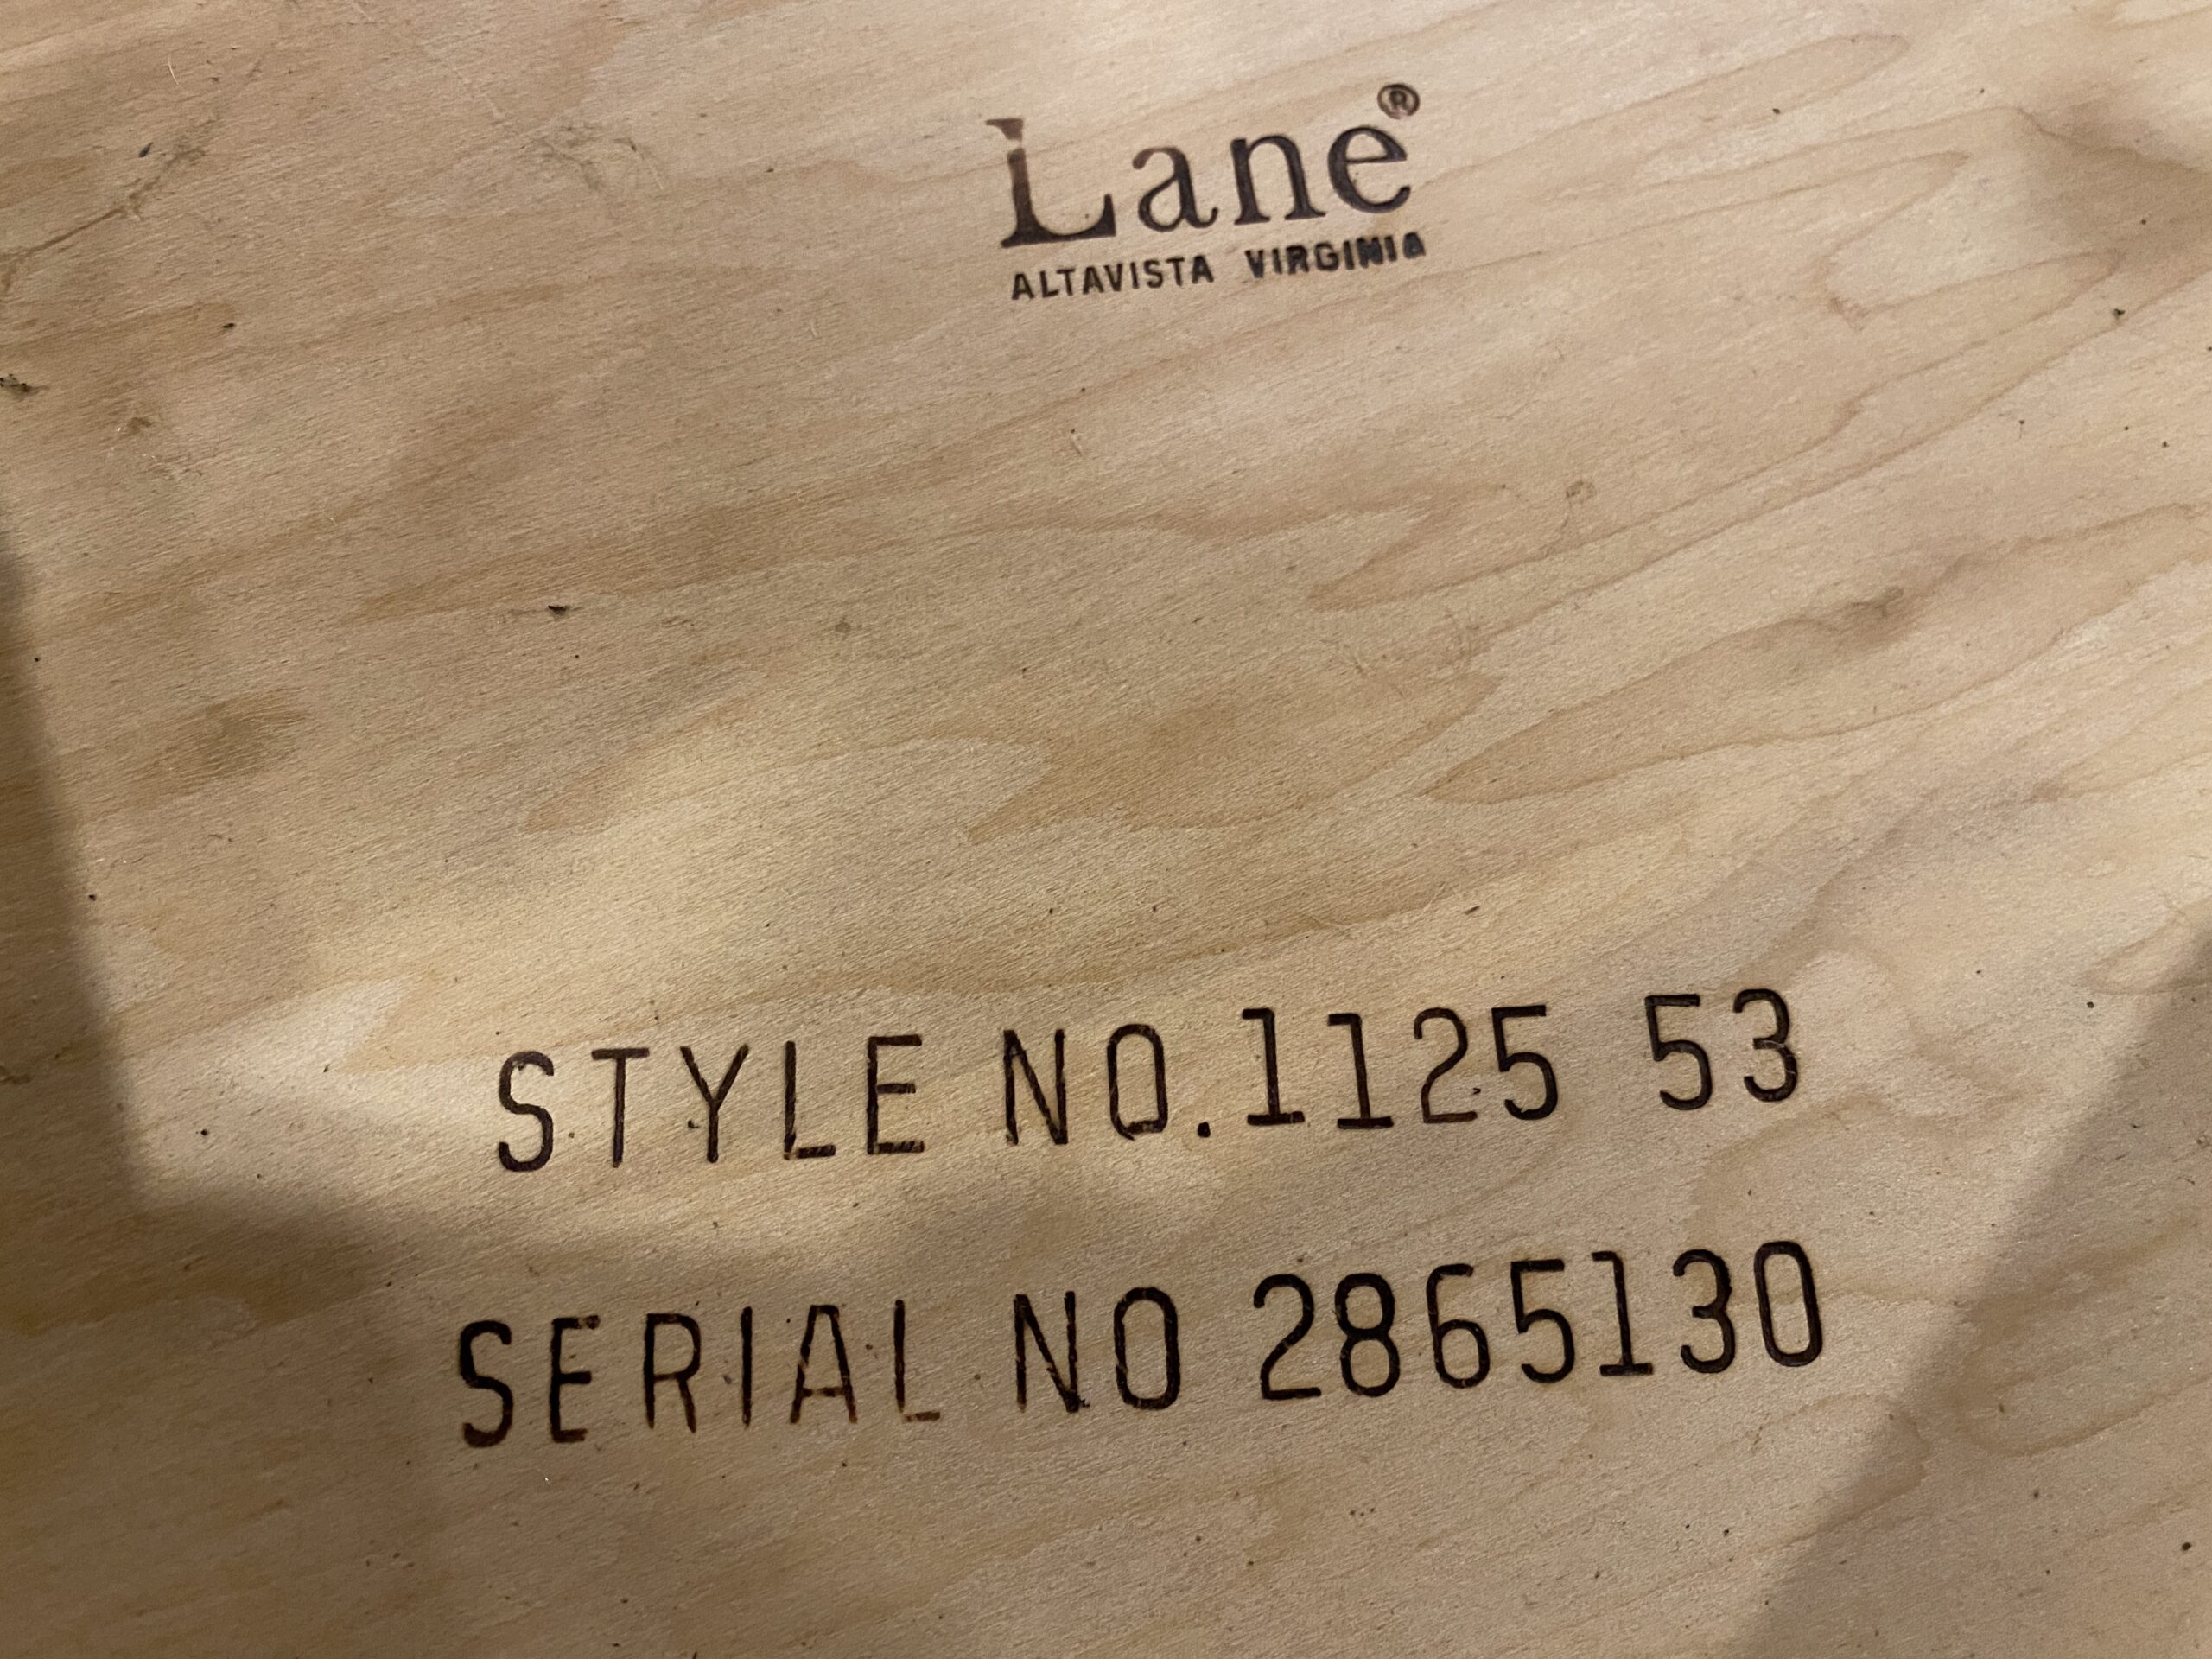 Lane®
ALTAVISTA VIRGINIA
STYLE NO.1125 53
SERIAL NO 2865130